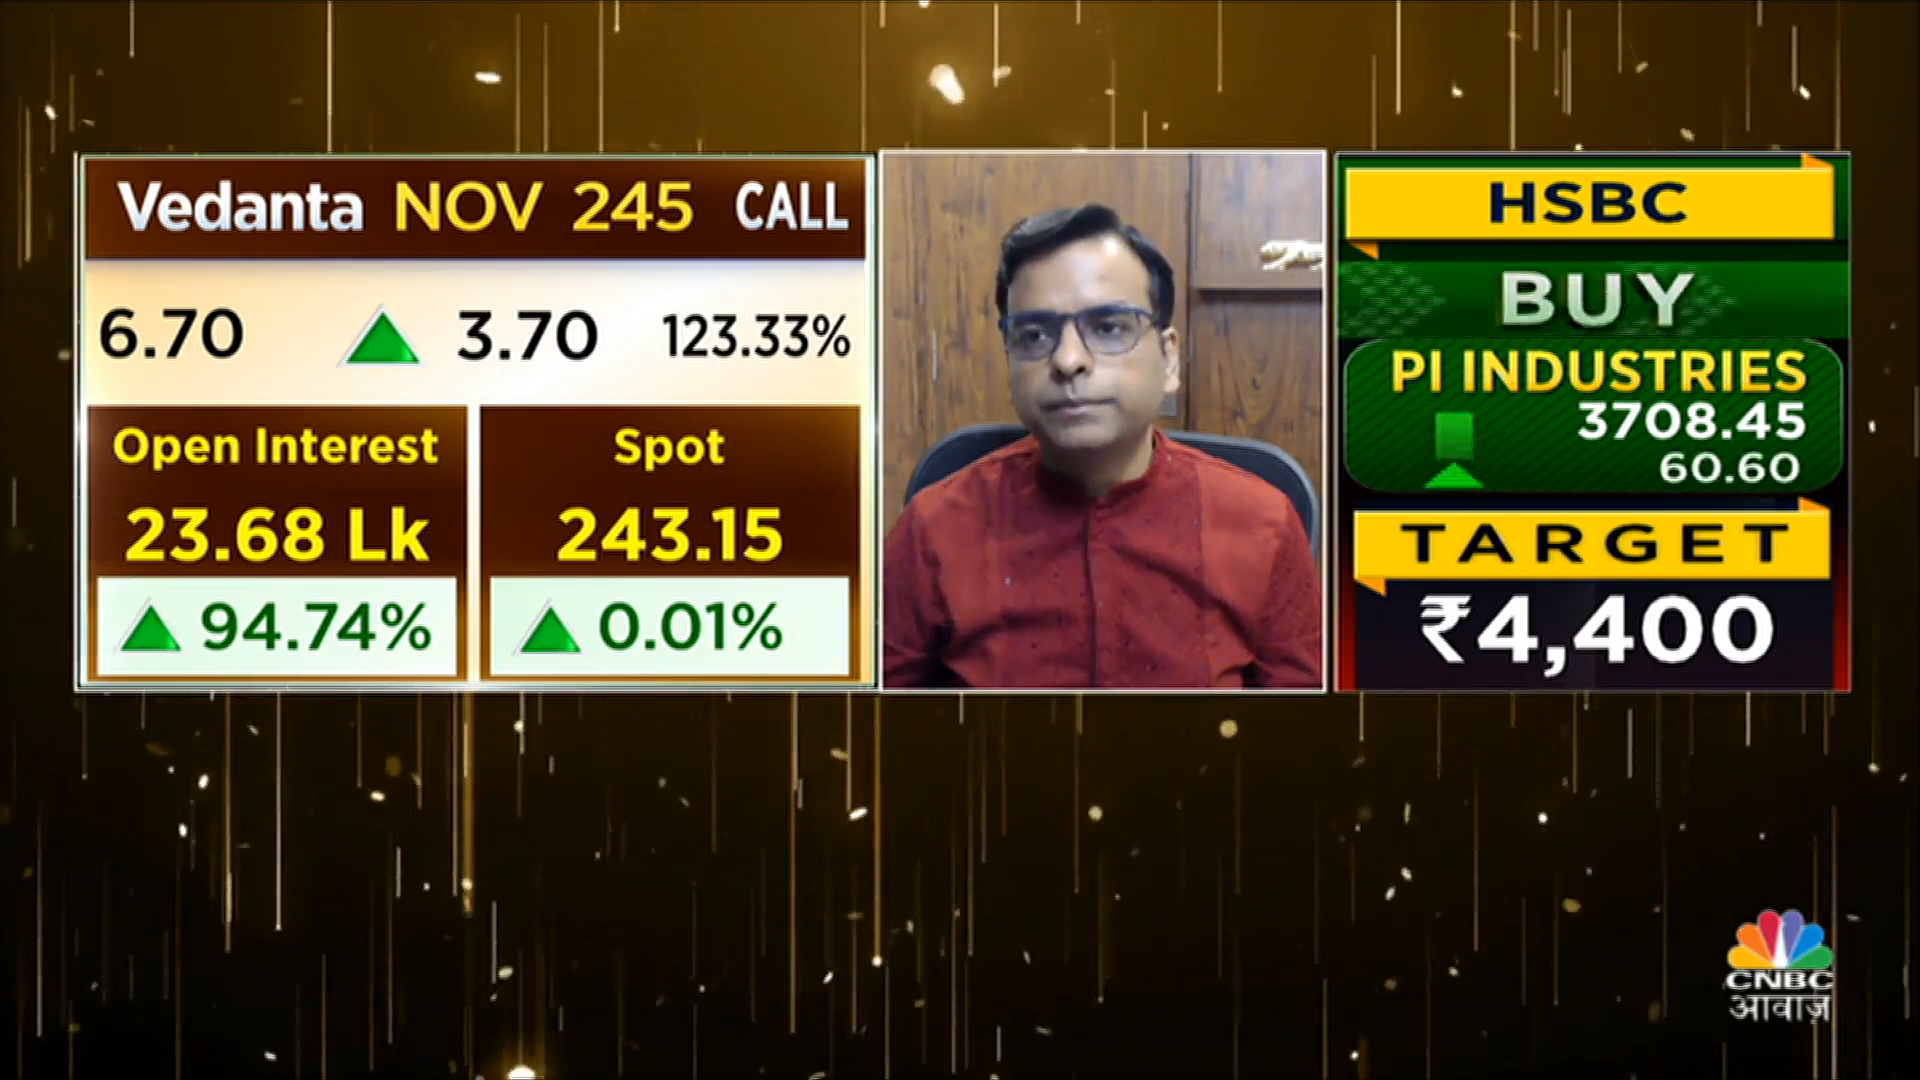 Vedanta NOV 245 CALL
6.70 3.70 123.33%
Open Interest
23.68 Lk
94.74%
Spot
243.15
0.01%
HSBC
BUY
PI INDUSTRIES
3708.45
60.60
TARGET
₹4,400
CNBC
आवाज़